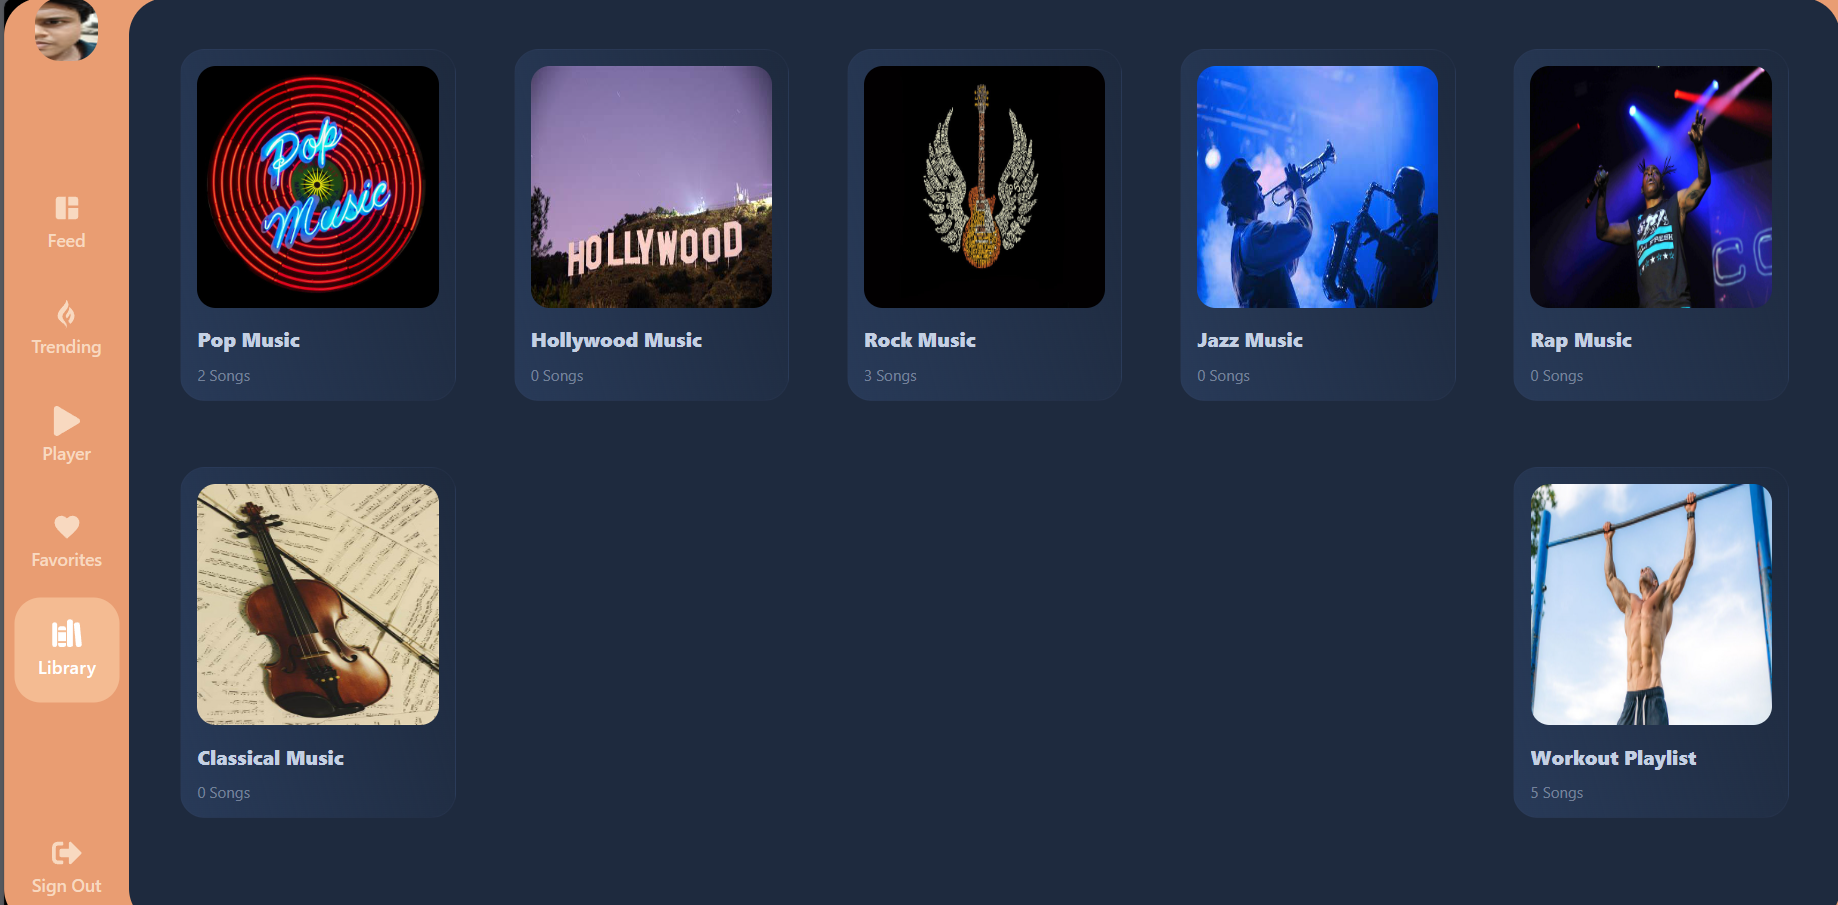 Feed
Trending
Player
Favorites
Library
Sign Out
Pop
Music
Pop Music
2 Songs
HOLLYWOOD
Hollywood Music
0 Songs
Rock Music
3 Songs
Jazz Music
0 Songs
FRESH
CO
Rap Music
0 Songs
Classical Music
0 Songs
Workout Playlist
5 Songs